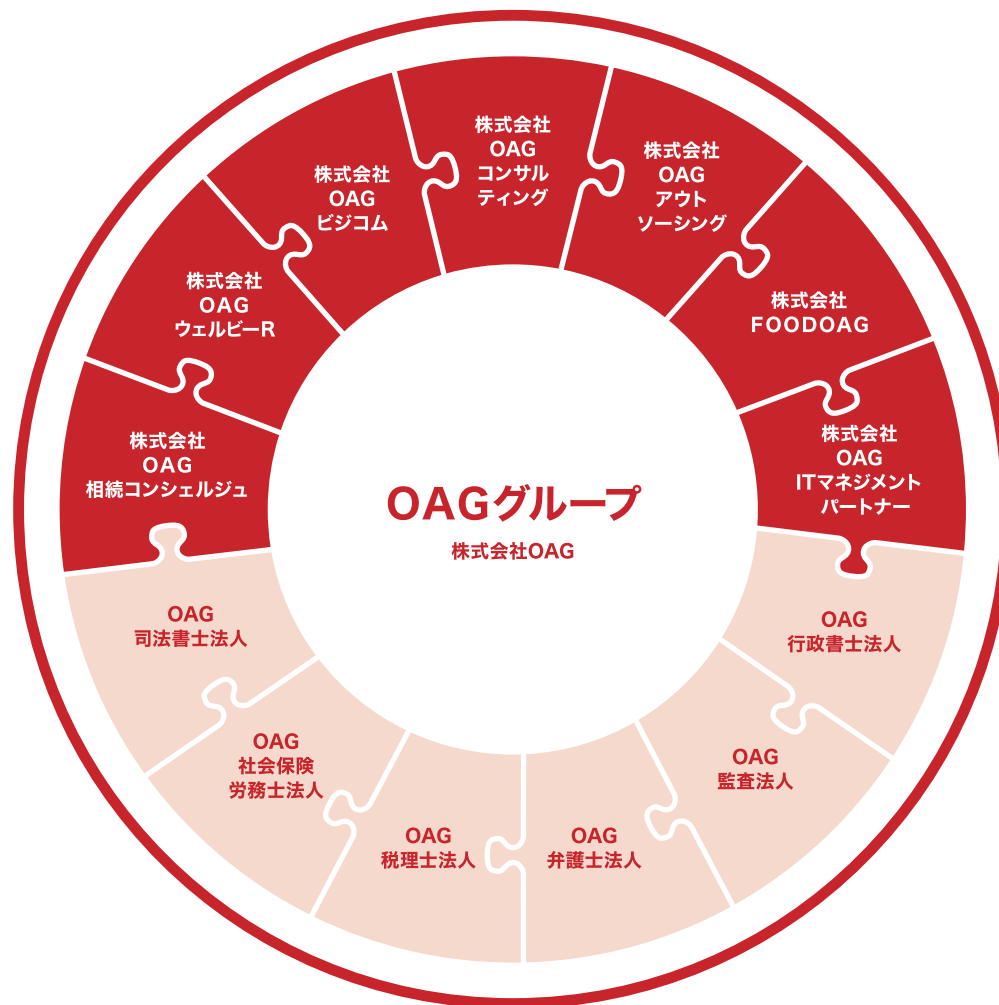 OAGグループ
株式会社OAG
株式会社
OAG
コンサル
ティング
株式会社
OAG
アウト
ソーシング
株式会社
FOODOAG
株式会社
OAG
ITマネジメント
パートナー
OAG
行政書士法人
OAG
監査法人
OAG
弁護士法人
OAG
税理士法人
OAG
社会保険
労務士法人
OAG
司法書士法人
株式会社
OAG
相続コンシェルジュ
株式会社
OAG
ウェルビーR
株式会社
OAG
ビジコム